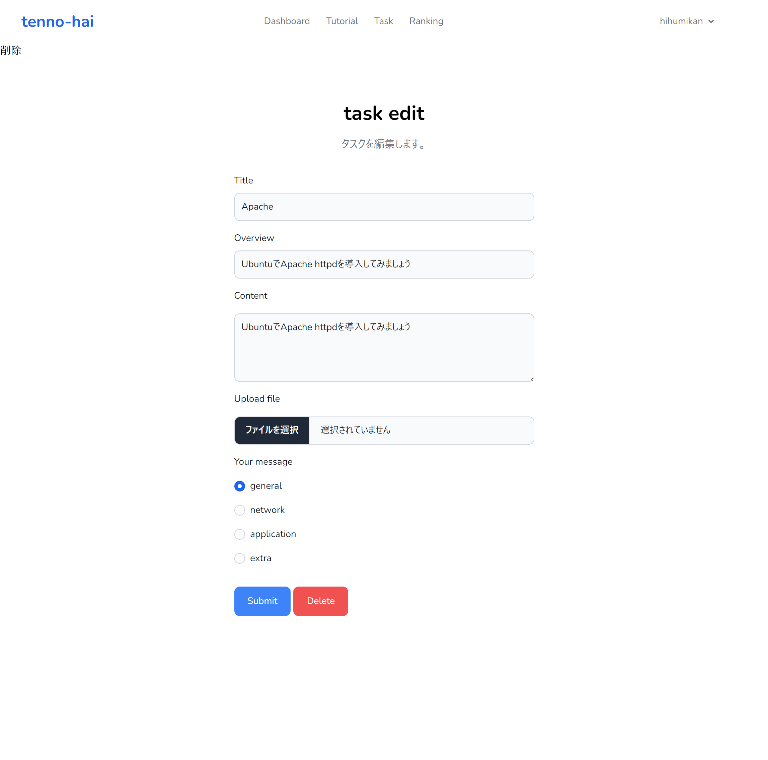 tenno-hai
Dashboard Tutorial Task Ranking
hihumikan
削除
task edit
タスクを編集します。
Title
Apache
Overview
UbuntuでApache httpdを導入してみましょう
Content
UbuntuでApache httpdを導入してみましょう
Upload file
ファイルを選択 選択されていません
Your message
general
network
application
extra
Submit Delete